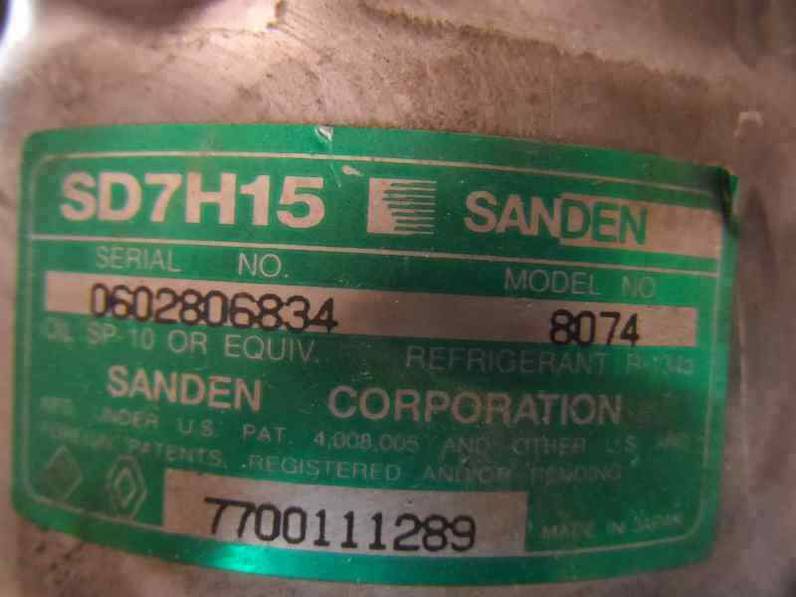 SD7H15 SANDEN
SERIAL NO. MODEL NO
0602806834 8074
OIL SP-10 OR EQUIV. REFRIGERANT R-134a
SANDEN CORPORATION
MFG. UNDER U.S. PAT. 4,008,005 AND OTHER U.S. AND
FOREIGN PATENTS, REGISTERED AND/OR PENDING
7700111289 MADE IN JAPAN